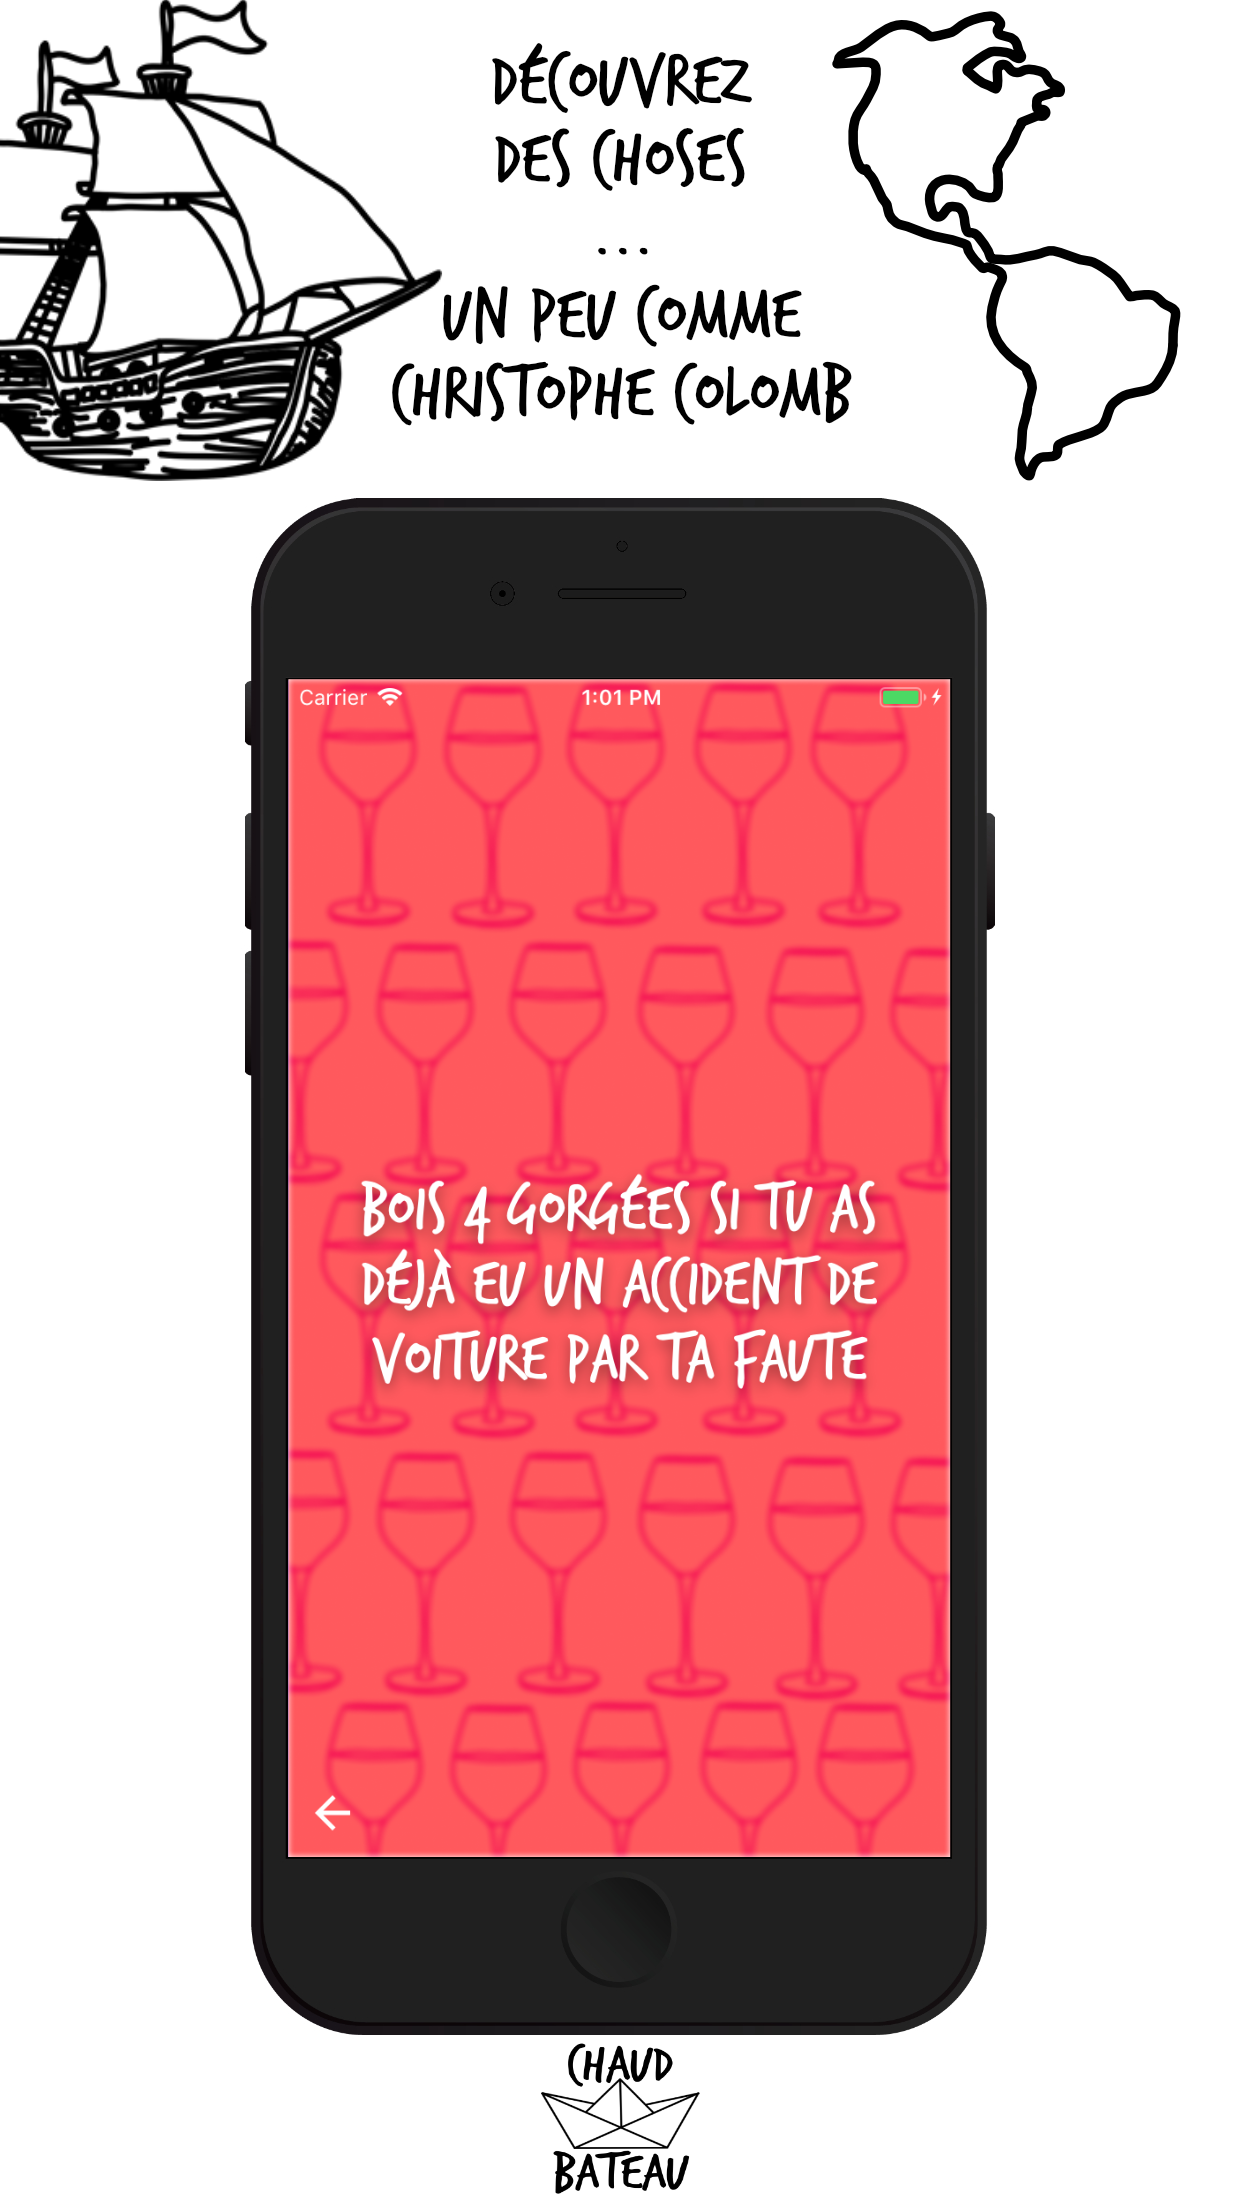 DÉCOUVREZ
DES CHOSES
...
UN PEU COMME
CHRISTOPHE COLOMB
Carrier 1:01 PM
BOIS 4 GORGÉES SI TU AS
DÉJÀ EU UN ACCIDENT DE
VOITURE PAR TA FAUTE
CHAUD
BATEAU